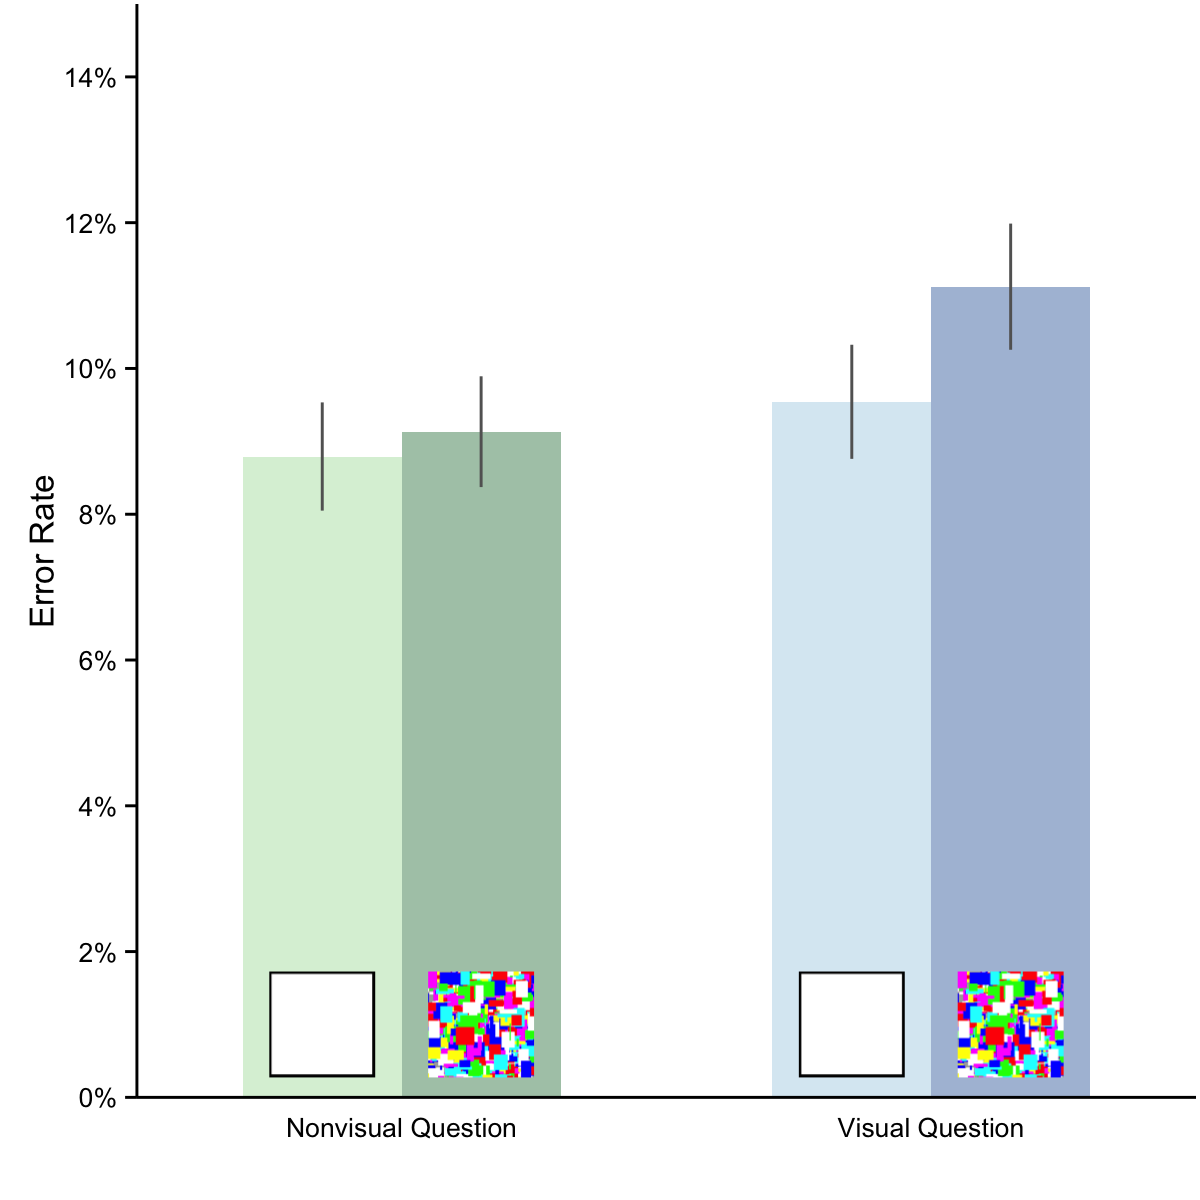 14%
12%
10%
8%
6%
4%
2%
0%
Error Rate
Nonvisual Question
Visual Question